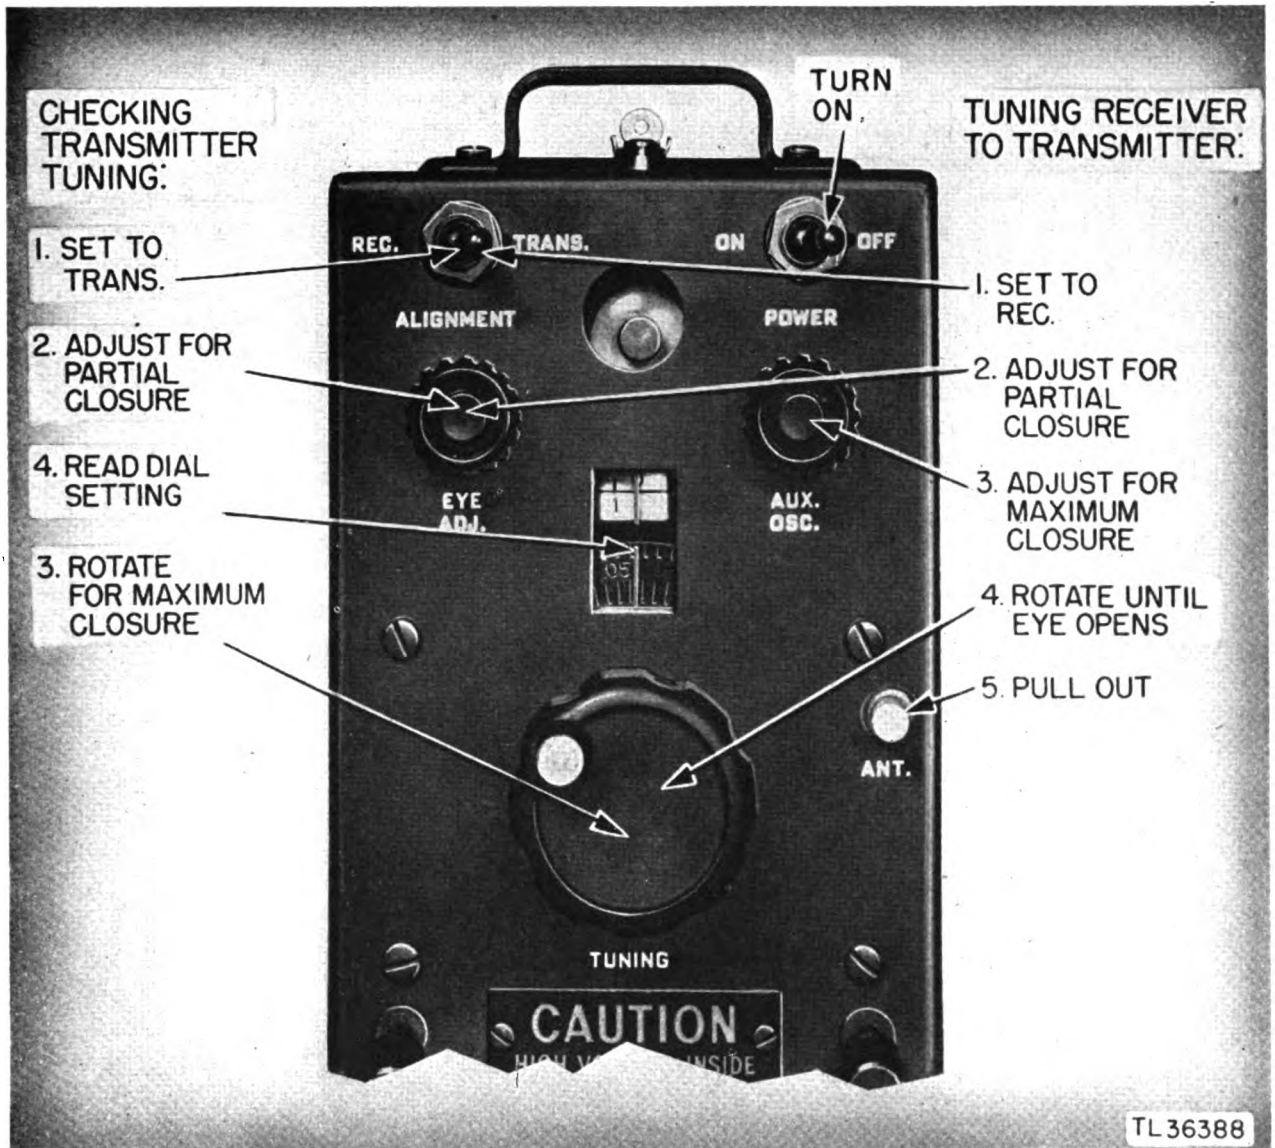 TURN
ON
CHECKING
TRANSMITTER
TUNING:
1. SET TO
TRANS.
2. ADJUST FOR
PARTIAL
CLOSURE
4. READ DIAL
SETTING
3. ROTATE
FOR MAXIMUM
CLOSURE
TUNING RECEIVER
TO TRANSMITTER:
1. SET TO
REC.
2. ADJUST FOR
PARTIAL
CLOSURE
3. ADJUST FOR
MAXIMUM
CLOSURE
4. ROTATE UNTIL
EYE OPENS
5. PULL OUT
REC.
TRANS.
ON
OFF
ALIGNMENT
POWER
EYE
ADJ.
AUX.
OSC.
1
05
ANT.
TUNING
CAUTION
HIGH INSIDE
TL36388